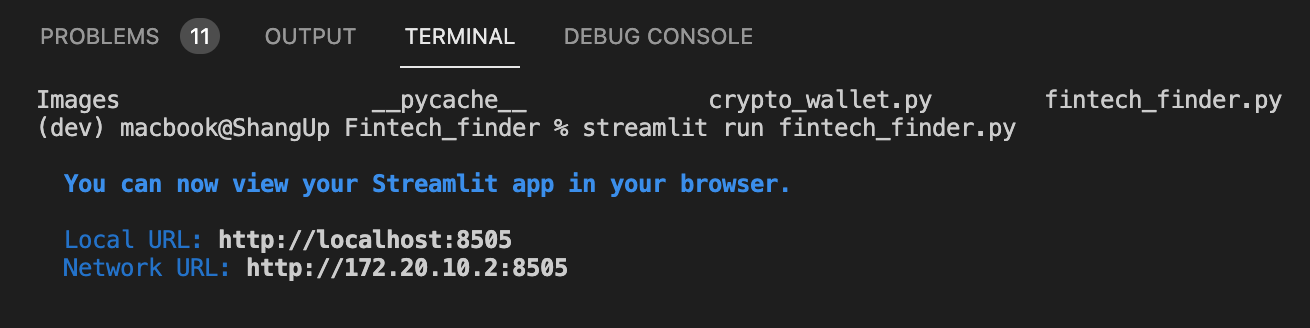 PROBLEMS 11 OUTPUT TERMINAL DEBUG CONSOLE
Images __pycache__ crypto_wallet.py fintech_finder.py
(dev) macbook@ShangUp Fintech_finder % streamlit run fintech_finder.py
You can now view your Streamlit app in your browser.
Local URL: http://localhost:8505
Network URL: http://172.20.10.2:8505